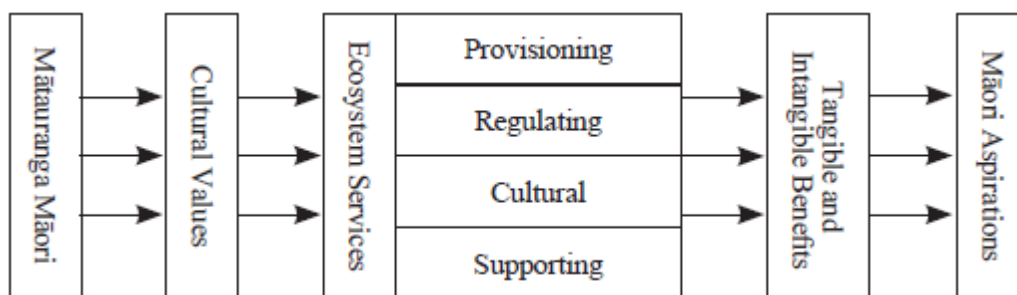 Mātauranga Māori
Cultural Values
Ecosystem Services
Provisioning
Regulating
Cultural
Supporting
Tangible and
Intangible Benefits
Māori Aspirations